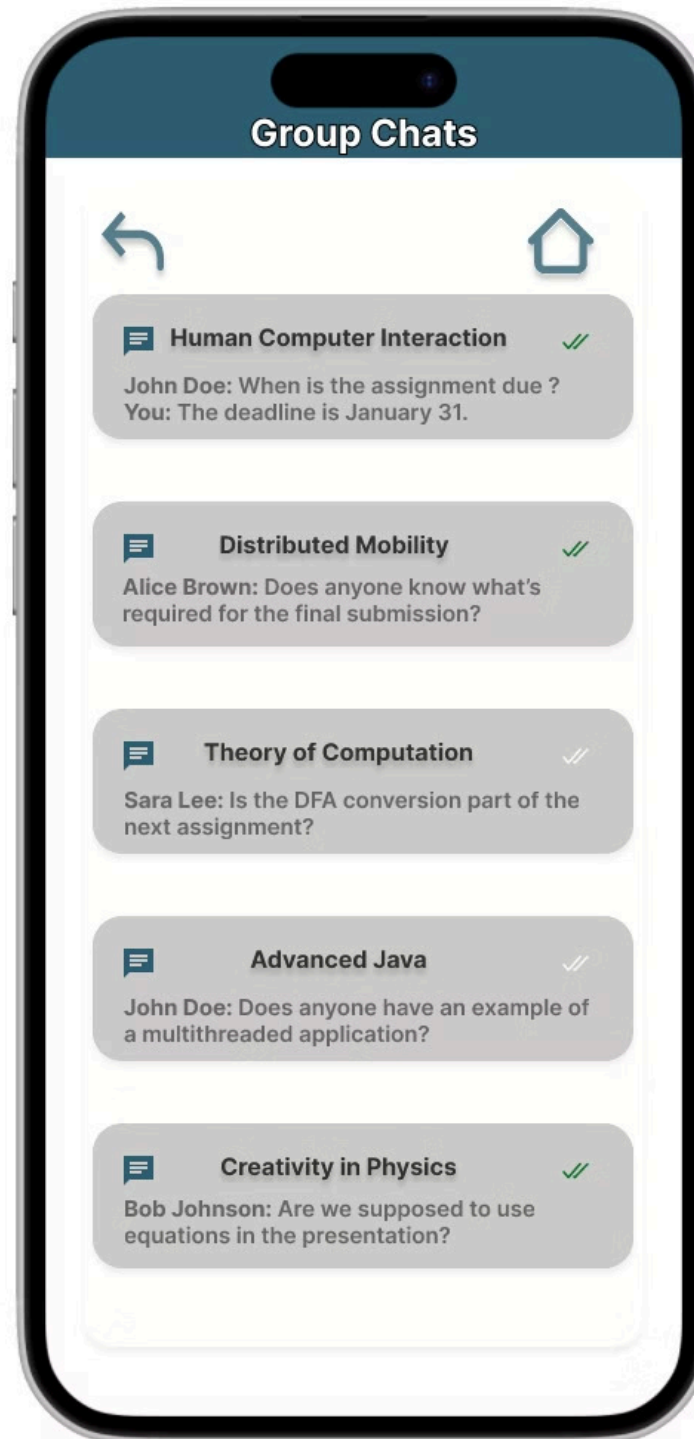 Group Chats
Human Computer Interaction
John Doe: When is the assignment due ?
You: The deadline is January 31.
Distributed Mobility
Alice Brown: Does anyone know what's
required for the final submission?
Theory of Computation
Sara Lee: Is the DFA conversion part of the
next assignment?
Advanced Java
John Doe: Does anyone have an example of
a multithreaded application?
Creativity in Physics
Bob Johnson: Are we supposed to use
equations in the presentation?